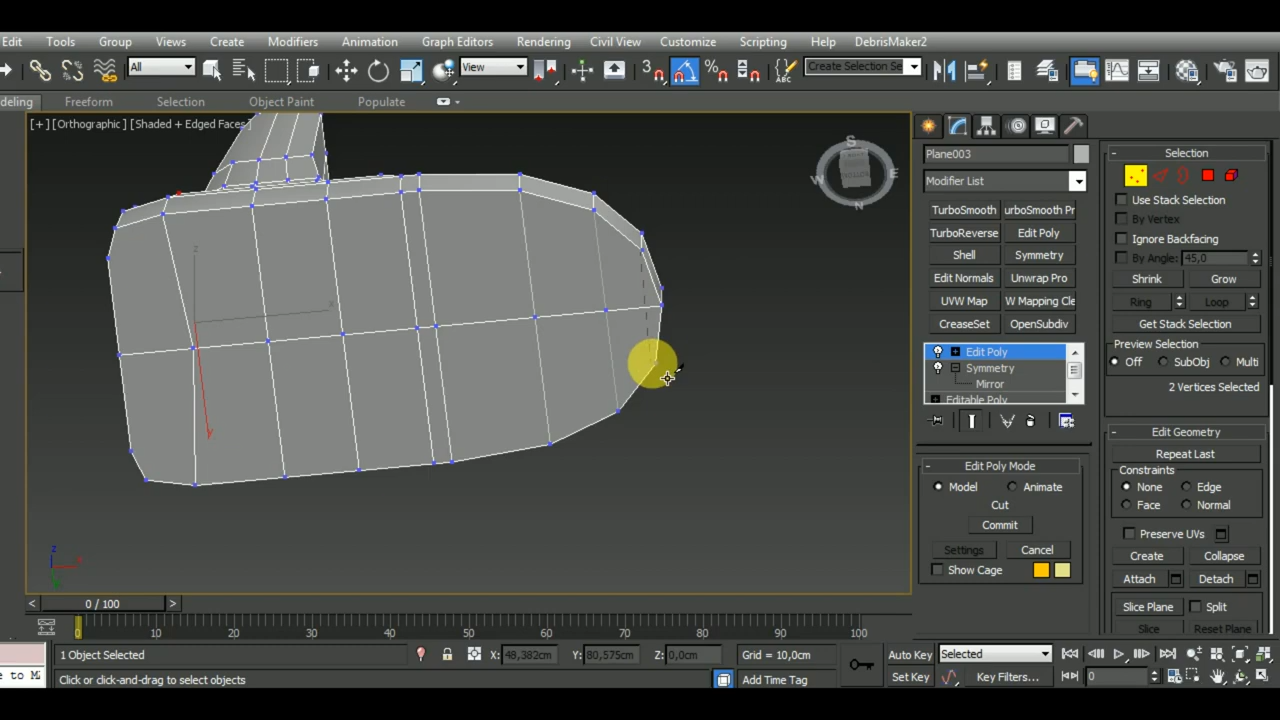 Edit Tools Group Views Create Modifiers Animation Graph Editors Rendering Civil View Customize Scripting Help DebrisMaker2
All View 3 % ABC Create Selection Se
deling Freeform Selection Object Paint Populate
[+] [Orthographic] [Shaded + Edged Faces]
S W E N
z x y
z
Plane003
Modifier List
TurboSmooth urboSmooth Pr
TurboReverse Edit Poly
Shell Symmetry
Edit Normals Unwrap Pro
UVW Map W Mapping Cle
CreaseSet OpenSubdiv
Edit Poly
Symmetry
Mirror
Editable Poly
- Edit Poly Mode
Model Animate
Cut
Commit
Settings Cancel
Show Cage
- Selection
Use Stack Selection
By Vertex
Ignore Backfacing
By Angle: 45,0
Shrink Grow
Ring Loop
Get Stack Selection
Preview Selection
Off SubObj Multi
2 Vertices Selected
- Edit Geometry
Repeat Last
Constraints
None Edge
Face Normal
Preserve UVs
Create Collapse
Attach Detach
Slice Plane Split
Slice Reset Plane
< 0 / 100 >
0 10 20 30 40 50 60 70 80 90 100
1 Object Selected X: 48,382cm Y: 80,575cm Z: 0,0cm Grid = 10,0cm Auto Key Selected
e to M Click or click-and-drag to select objects Add Time Tag Set Key Key Filters... 0